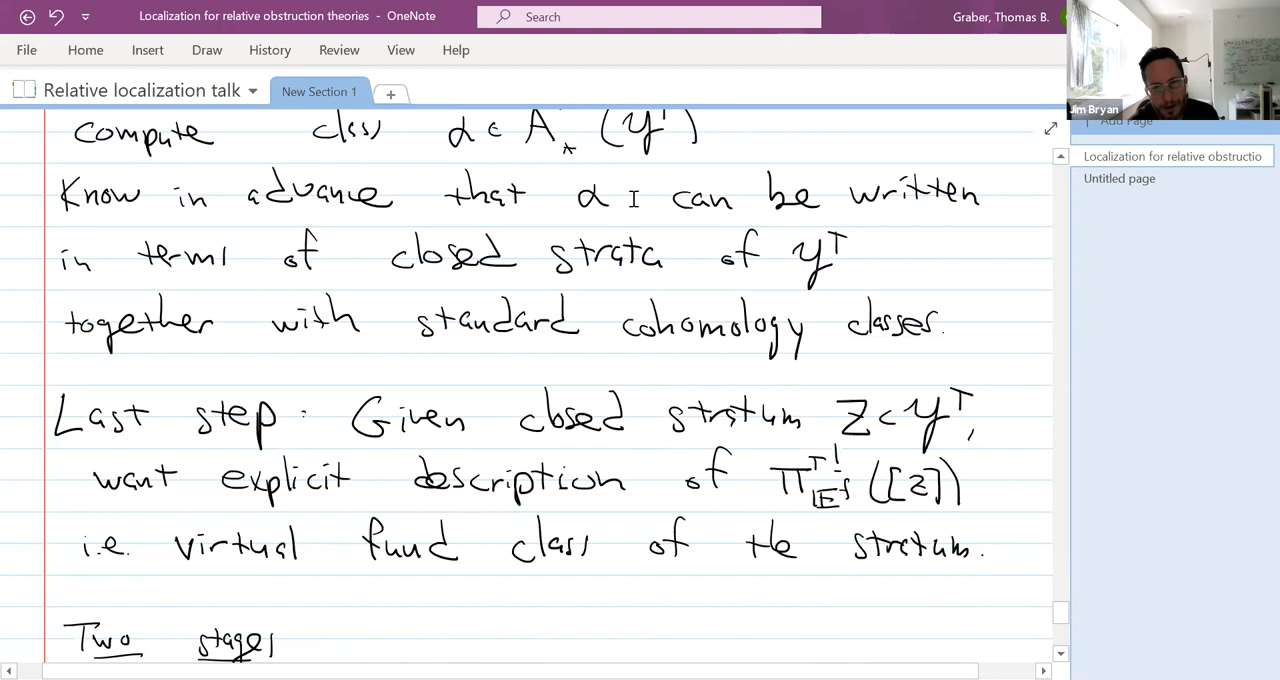 Localization for relative obstruction theories - OneNote
Search
Graber, Thomas B.
File Home Insert Draw History Review View Help
Relative localization talk
New Section 1
+
Jim Bryan
Add Page
Localization for relative obstructio
Untitled page
compute class α ∈ A_*(Y^T)
Know in advance that α can be written
in terms of closed strata of Y^T
together with standard cohomology classes.
Last step: Given closed stratum Z ⊂ Y^T,
want explicit description of π^{T!}_{𝔼^f}([Z])
i.e. virtual fund class of the stratum.
Two stages